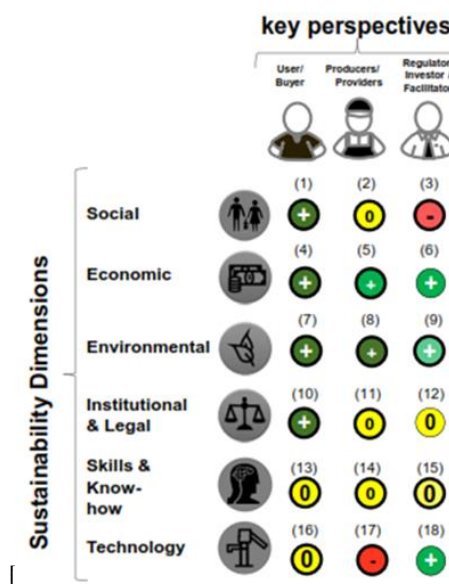 key perspectives
User/ Producers/ Regulator
Buyer Providers Investor
Facilitator
(1) (2) (3)
Social + 0 -
(4) (5) (6)
Economic + + +
(7) (8) (9)
Environmental + + +
(10) (11) (12)
Institutional
& Legal + 0 0
(13) (14) (15)
Skills &
Know- 0 0 0
how
(16) (17) (18)
Technology 0 - +
Sustainability Dimensions